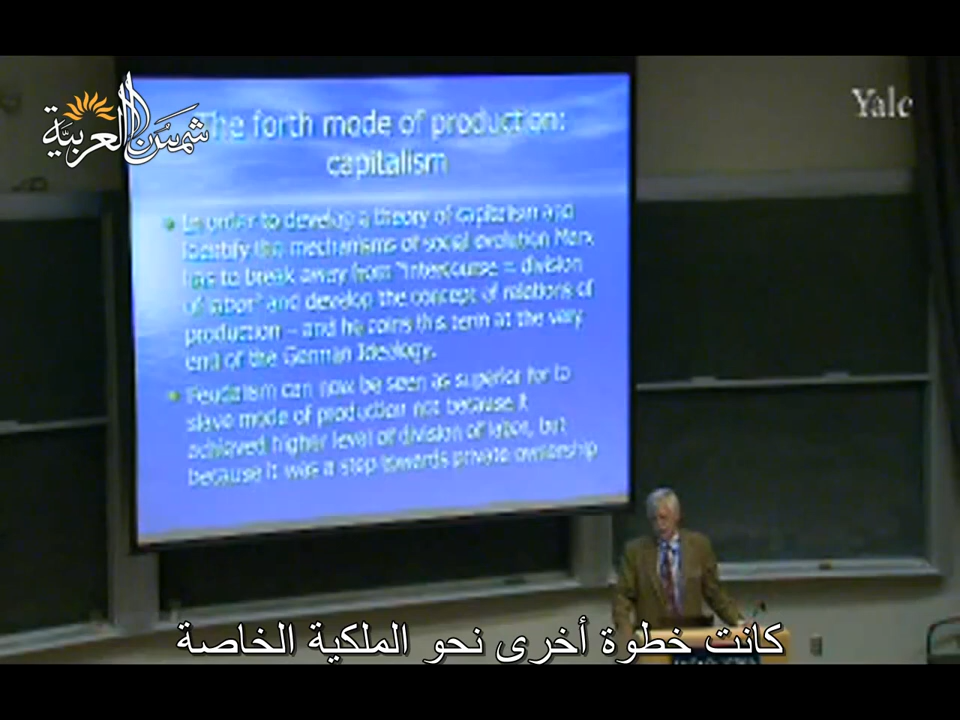 شمس العربية
Yale
The forth mode of production:
capitalism
In order to develop a theory of capitalism and
identify the mechanisms of social evolution Marx
has to break away from "intercourse = division
of labor" and develop the concept of relations of
production – and he coins this term at the very
end of the German Ideology.
Feudalism can now be seen as superior for to
slave mode of production not because it
achieved higher level of division of labor, but
because it was a step towards private ownership
كانت خطوة أخرى نحو الملكية الخاصة